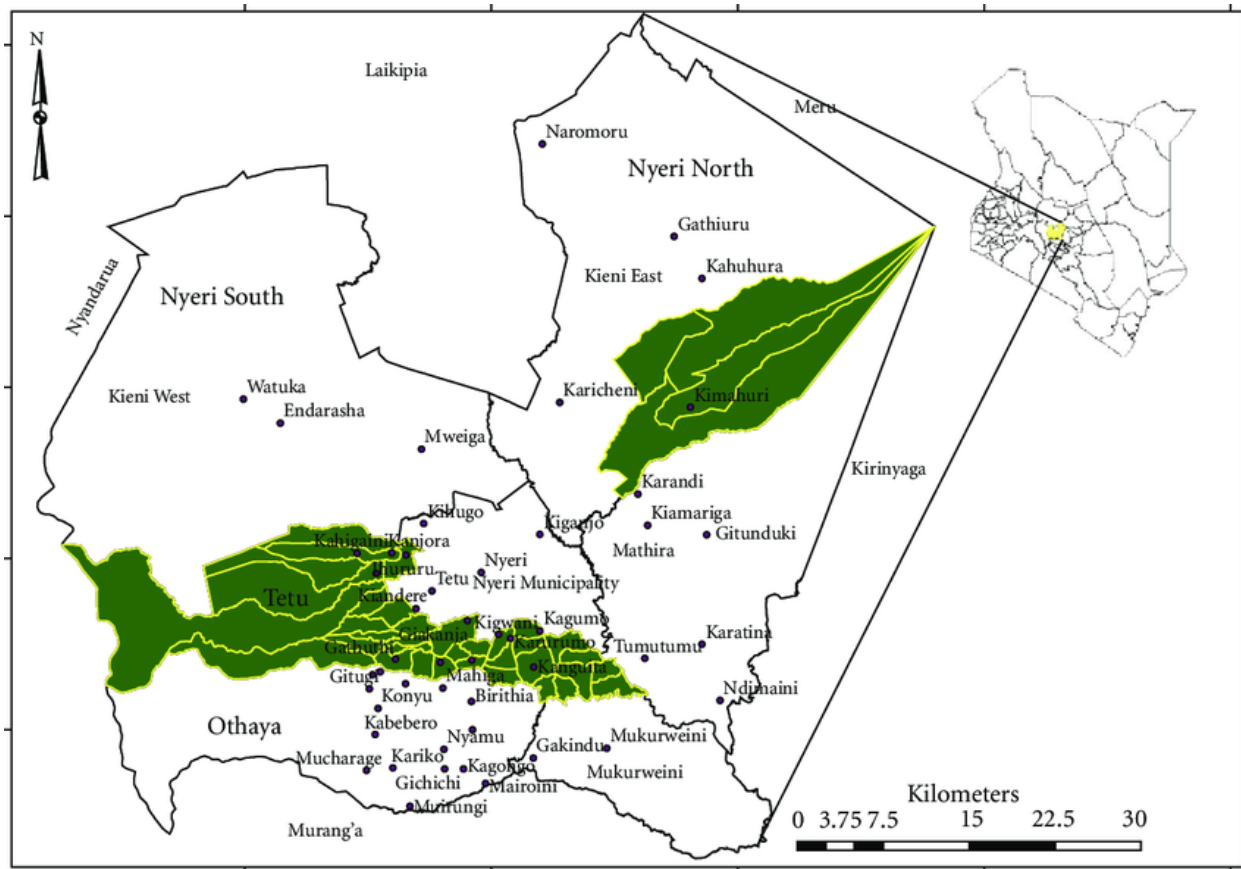 N
Laikipia
Meru
Naromoru
Nyeri North
Gathiuru
Kieni East
Kahuhura
Nyandarua
Nyeri South
Kieni West
Watuka
Endarasha
Karicheni
Kimahuri
Mweiga
Kirinyaga
Karandi
Kiamariga
Gitunduki
Mathira
Kihugo
Kiganjo
Kahigaini
Kanjora
Ihururu
Nyeri
Tetu
Nyeri Municipality
Tetu
Kiandere
Kigwani
Kagumo
Giakanja
Karurumo
Gathuthi
Kanguita
Tumutumu
Karatina
Gitugi
Mahiga
Konyu
Birithia
Ndimaini
Othaya
Kabebero
Nyamu
Mukurweini
Gakindu
Mucharage
Kariko
Kagongo
Mukurweini
Gichichi
Mairoini
Muirungi
Murang'a
Kilometers
0 3.75 7.5 15 22.5 30